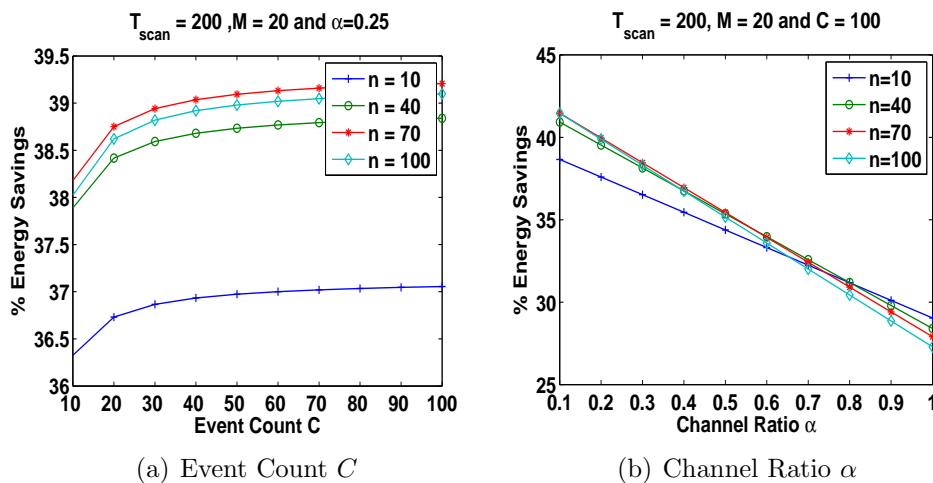 T_scan = 200 ,M = 20 and α=0.25
39.5
39
38.5
38
37.5
37
36.5
36
% Energy Savings
n = 10
n = 40
n = 70
n = 100
10 20 30 40 50 60 70 80 90 100
Event Count C
(a) Event Count C
T_scan = 200, M = 20 and C = 100
45
40
35
30
25
% Energy Savings
n=10
n=40
n=70
n=100
0.1 0.2 0.3 0.4 0.5 0.6 0.7 0.8 0.9 1
Channel Ratio α
(b) Channel Ratio α